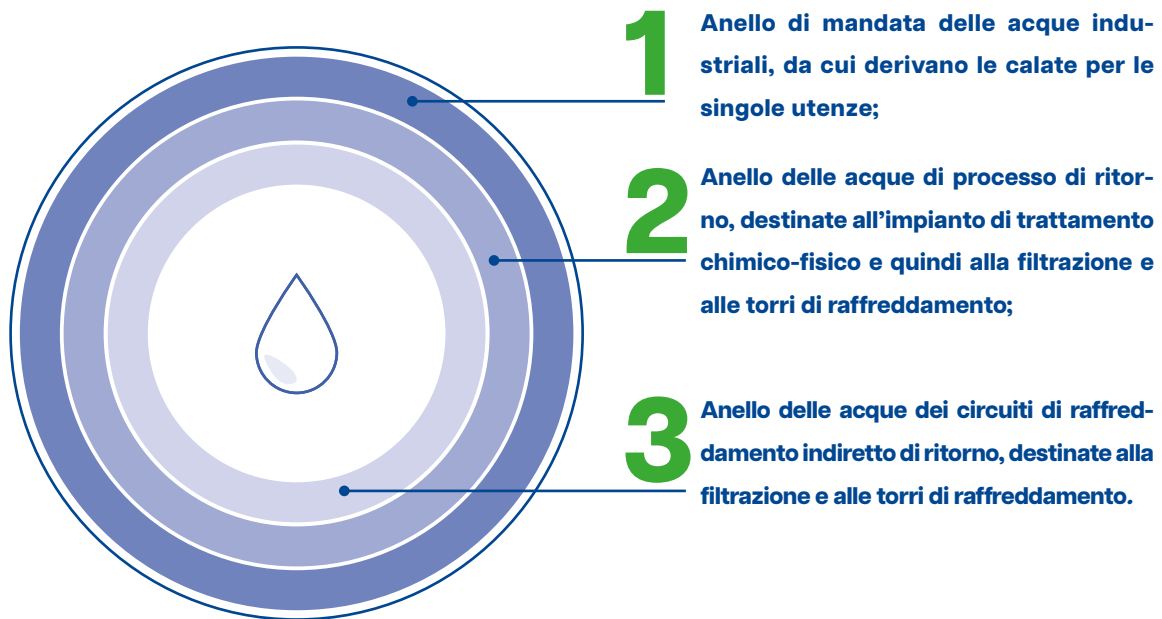 1
Anello di mandata delle acque indu-
striali, da cui derivano le calate per le
singole utenze;
2
Anello delle acque di processo di ritor-
no, destinate all'impianto di trattamento
chimico-fisico e quindi alla filtrazione e
alle torri di raffreddamento;
3
Anello delle acque dei circuiti di raffred-
damento indiretto di ritorno, destinate alla
filtrazione e alle torri di raffreddamento.